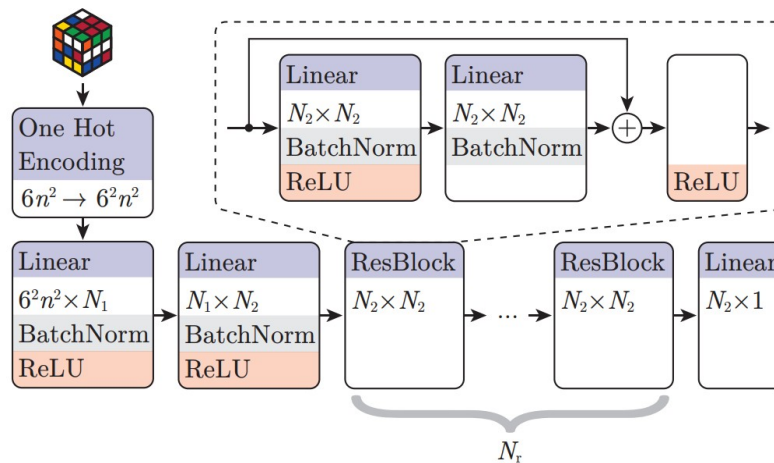 One Hot
Encoding
6n² → 6²n²
Linear
N₂×N₂
BatchNorm
ReLU
Linear
N₂×N₂
BatchNorm
+
ReLU
Linear
6²n²×N₁
BatchNorm
ReLU
Linear
N₁×N₂
BatchNorm
ReLU
ResBlock
N₂×N₂
...
ResBlock
N₂×N₂
Linear
N₂×1
Nᵣ